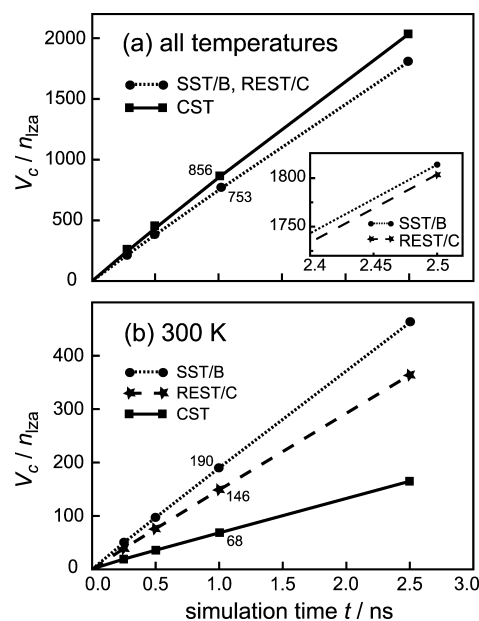 (a) all temperatures
SST/B, REST/C
CST
V_c / n_Iza
2000
1500
1000
500
0
856
753
1800
1750
2.4
2.45
2.5
SST/B
REST/C
(b) 300 K
SST/B
REST/C
CST
V_c / n_Iza
400
300
200
100
0
190
146
68
0.0
0.5
1.0
1.5
2.0
2.5
3.0
simulation time t / ns